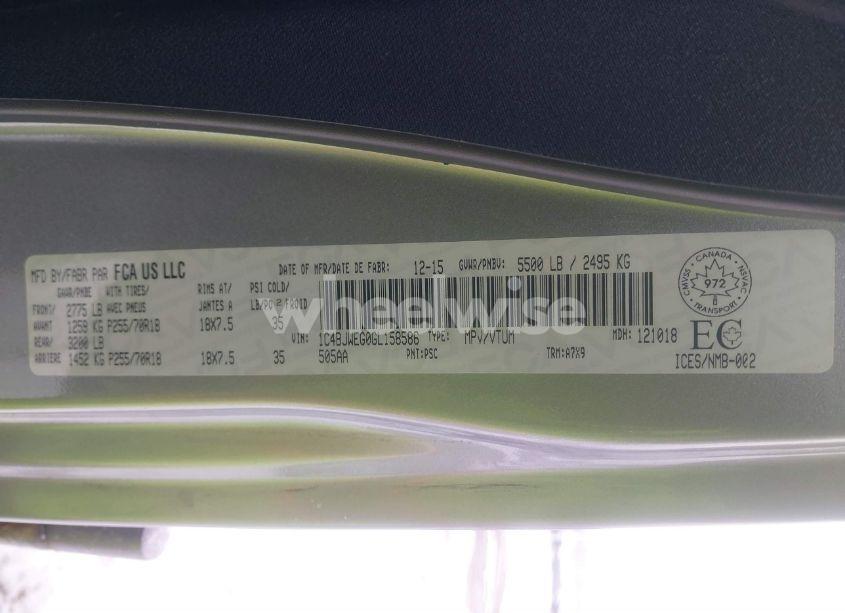 MFD BY/FABR PAR FCA US LLC
DATE OF MFR/DATE DE FABR: 12-15 GVWR/PNBV: 5500 LB / 2495 KG
GAWR/PNBE WITH TIRES/ RIMS AT/ PSI COLD/
FRONT/ 2775 LB AVEC PNEUS JANTES A FROID
AVANT 1259 KG P255/70R18 18X7.5 35
REAR/ 3200 LB
ARRIERE 1452 KG P255/70R18 18X7.5 35
VIN: 1C4BJWEG0GL158586 TYPE: MPV/VTUM MDH: 121018
505AA PNT:PSC TRM:A7X9
CANADA
CMVSS NSVAC
972
TRANSPORT
EC
ICES/NMB-002
wheelwise